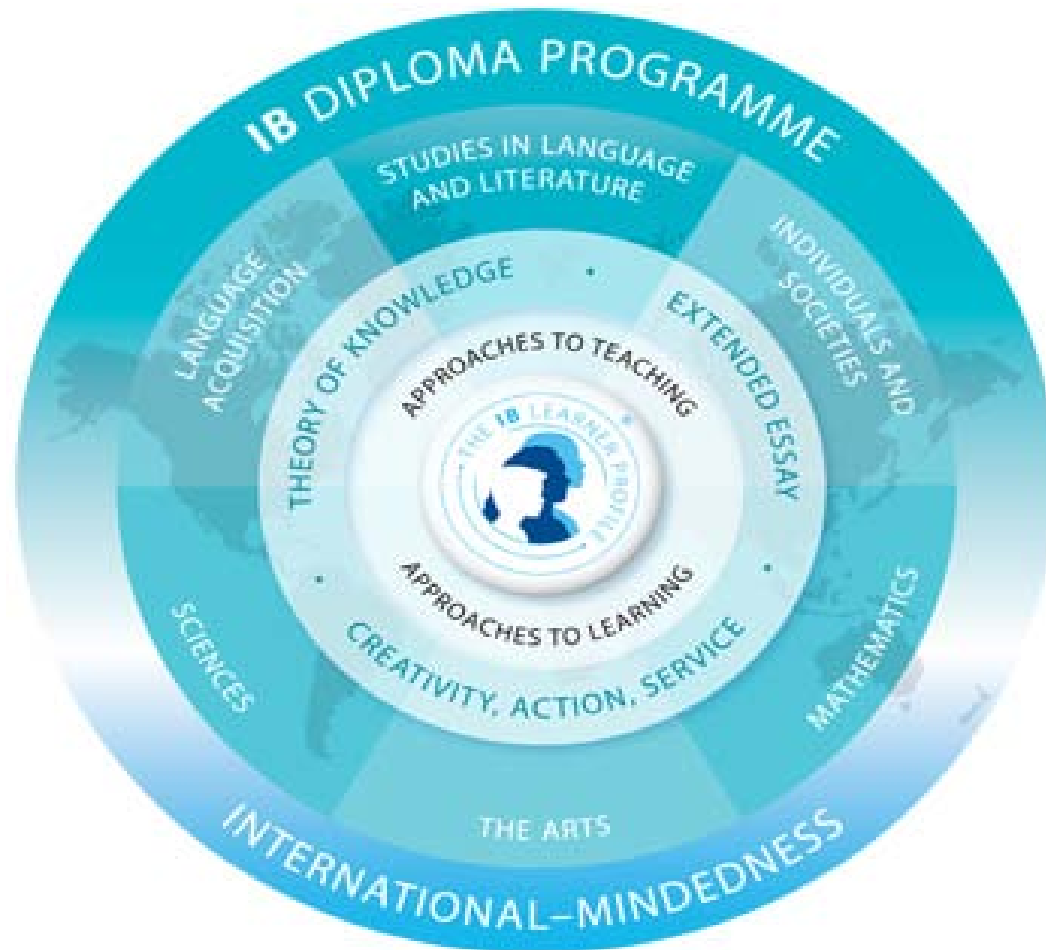 IB DIPLOMA PROGRAMME
STUDIES IN LANGUAGE
AND LITERATURE
LANGUAGE
ACQUISITION
INDIVIDUALS AND
SOCIETIES
THEORY OF KNOWLEDGE
EXTENDED ESSAY
APPROACHES TO TEACHING
THE IB LEARNER PROFILE®
APPROACHES TO LEARNING
CREATIVITY, ACTION, SERVICE
SCIENCES
MATHEMATICS
THE ARTS
INTERNATIONAL–MINDEDNESS